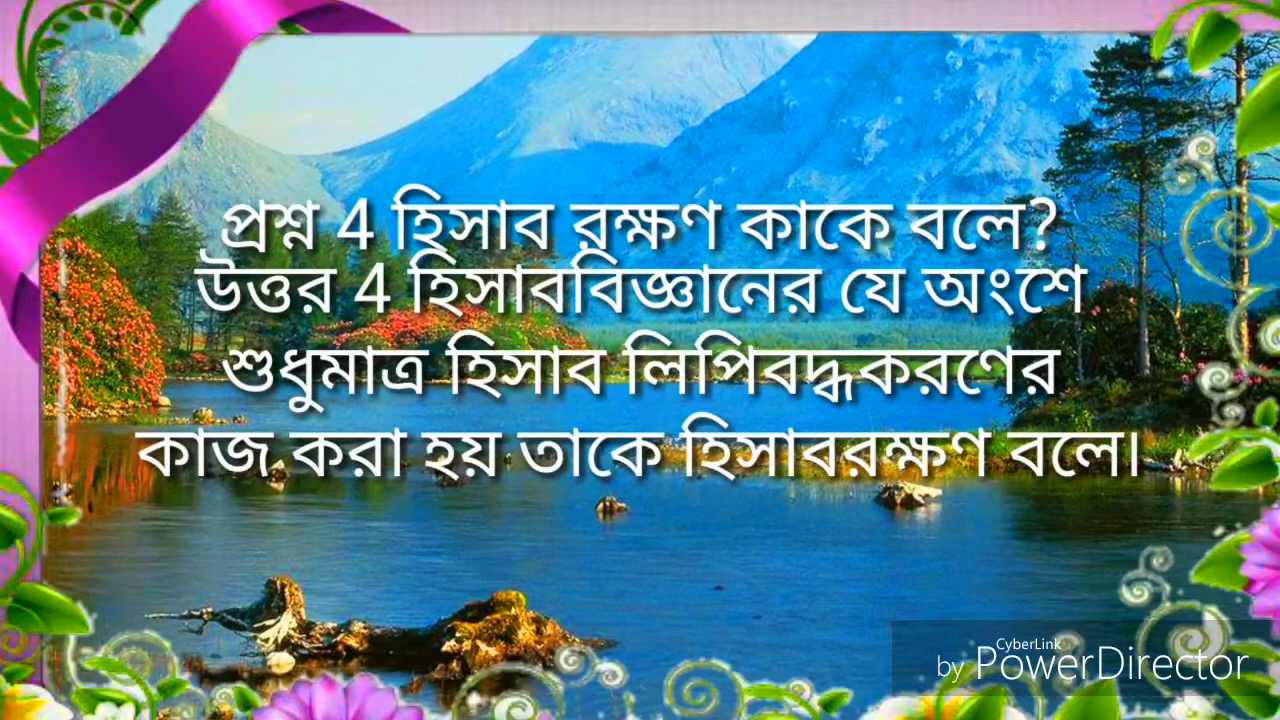 প্রশ্ন 4 হিসাব রক্ষণ কাকে বলে?
উত্তর 4 হিসাববিজ্ঞানের যে অংশে
শুধুমাত্র হিসাব লিপিবদ্ধকরণের
কাজ করা হয় তাকে হিসাবরক্ষণ বলে।
CyberLink
by PowerDirector